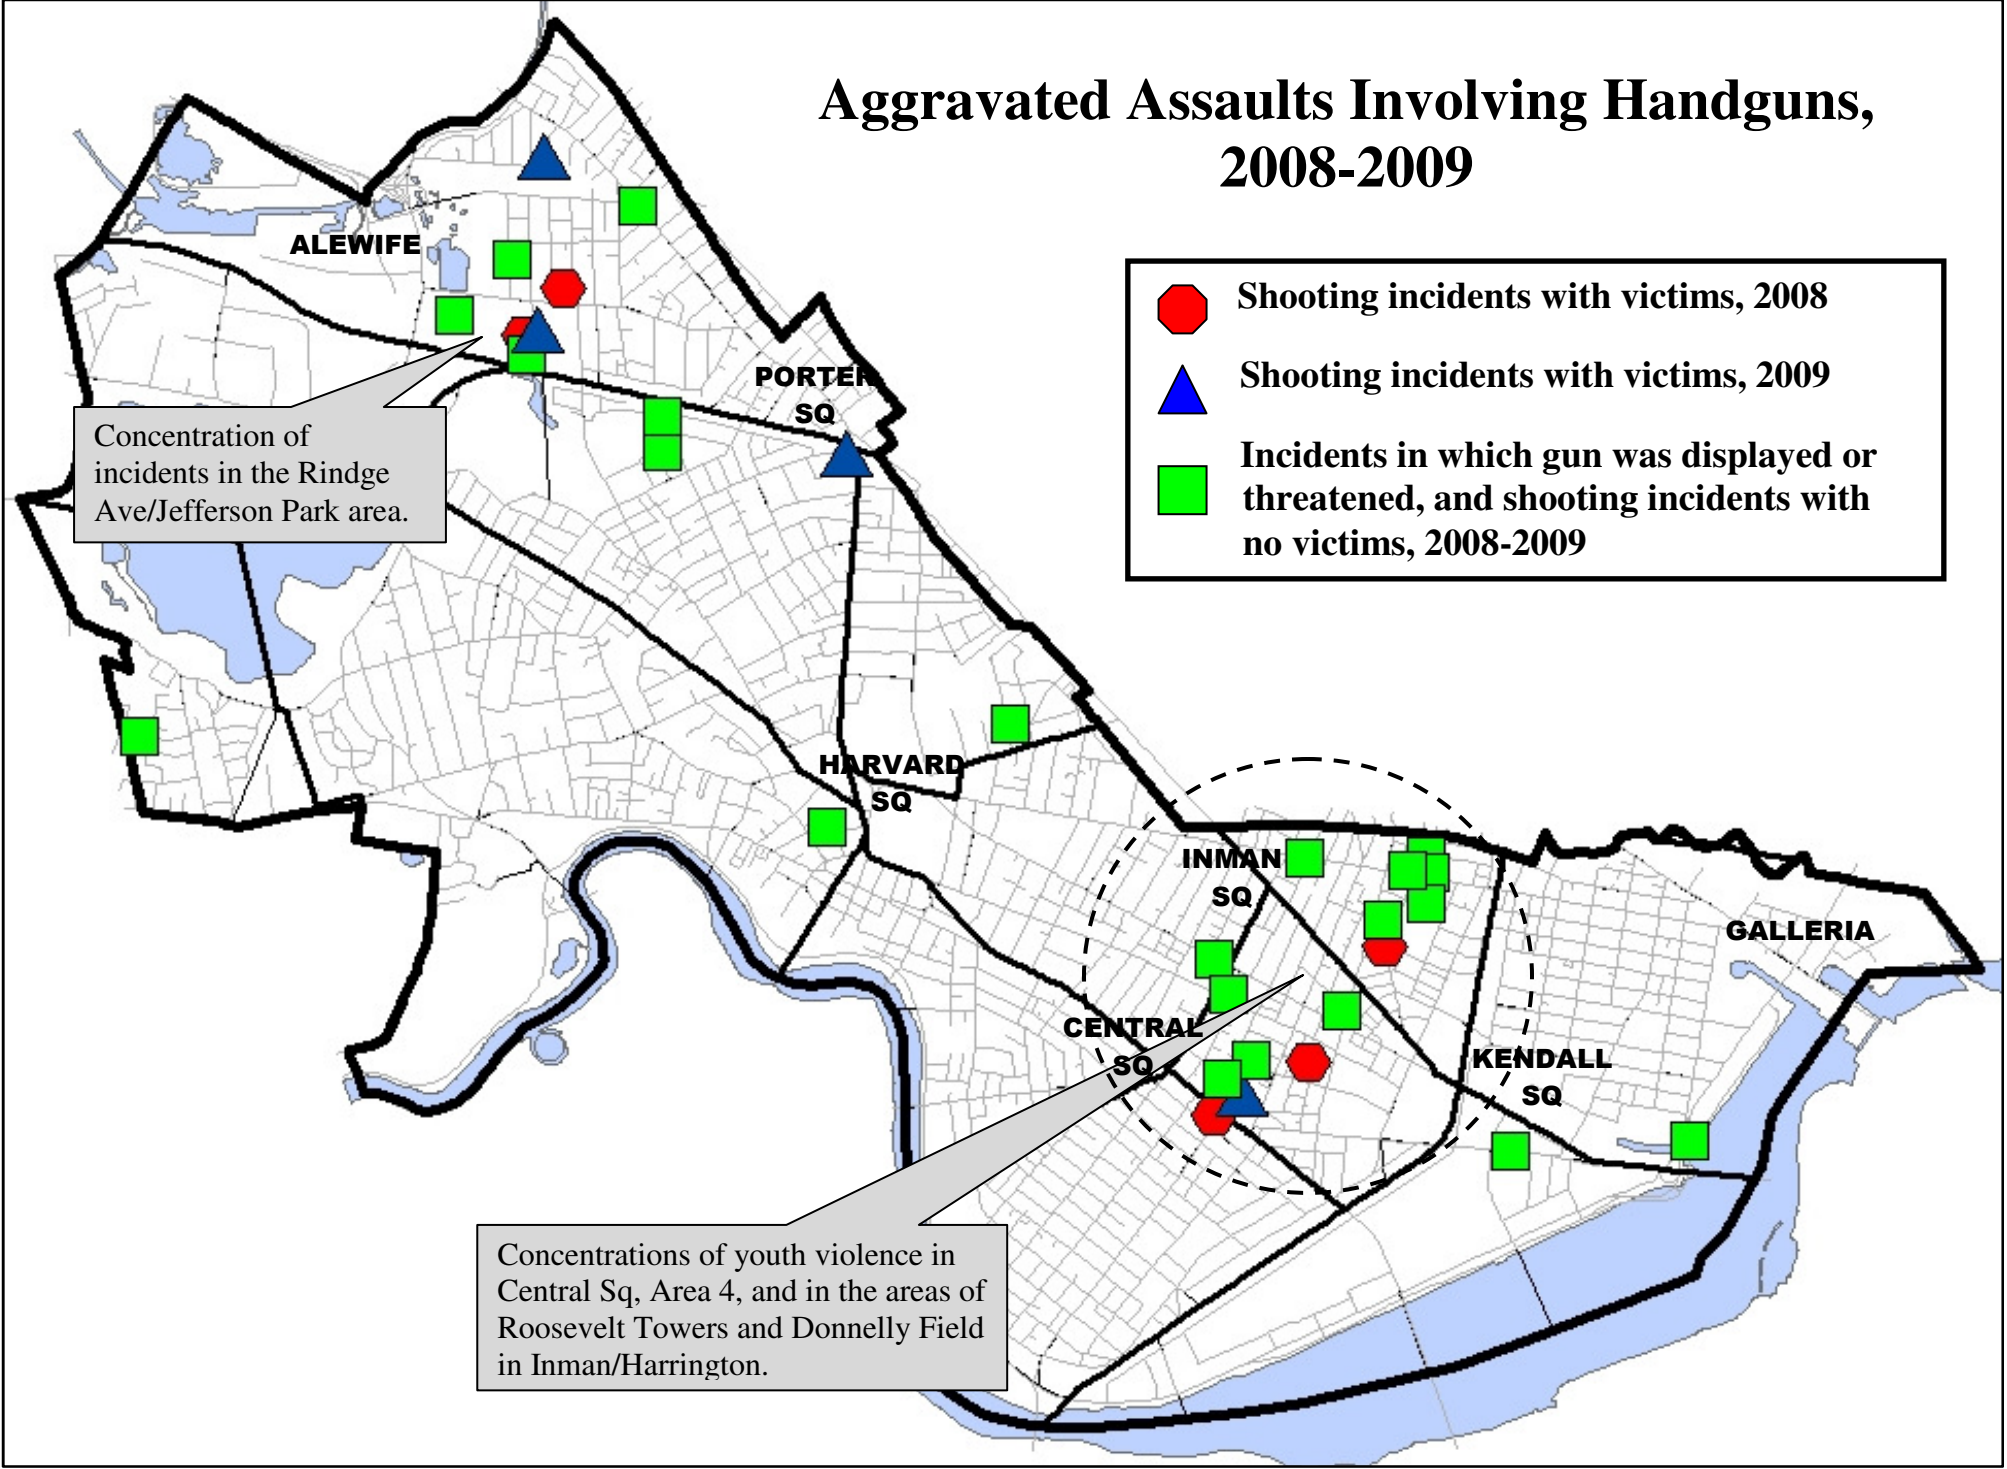 Aggravated Assaults Involving Handguns,
2008-2009
Shooting incidents with victims, 2008
Shooting incidents with victims, 2009
Incidents in which gun was displayed or
threatened, and shooting incidents with
no victims, 2008-2009
ALEWIFE
PORTER
SQ
Concentration of
incidents in the Rindge
Ave/Jefferson Park area.
HARVARD
SQ
INMAN
SQ
GALLERIA
CENTRAL
SQ
KENDALL
SQ
Concentrations of youth violence in
Central Sq, Area 4, and in the areas of
Roosevelt Towers and Donnelly Field
in Inman/Harrington.